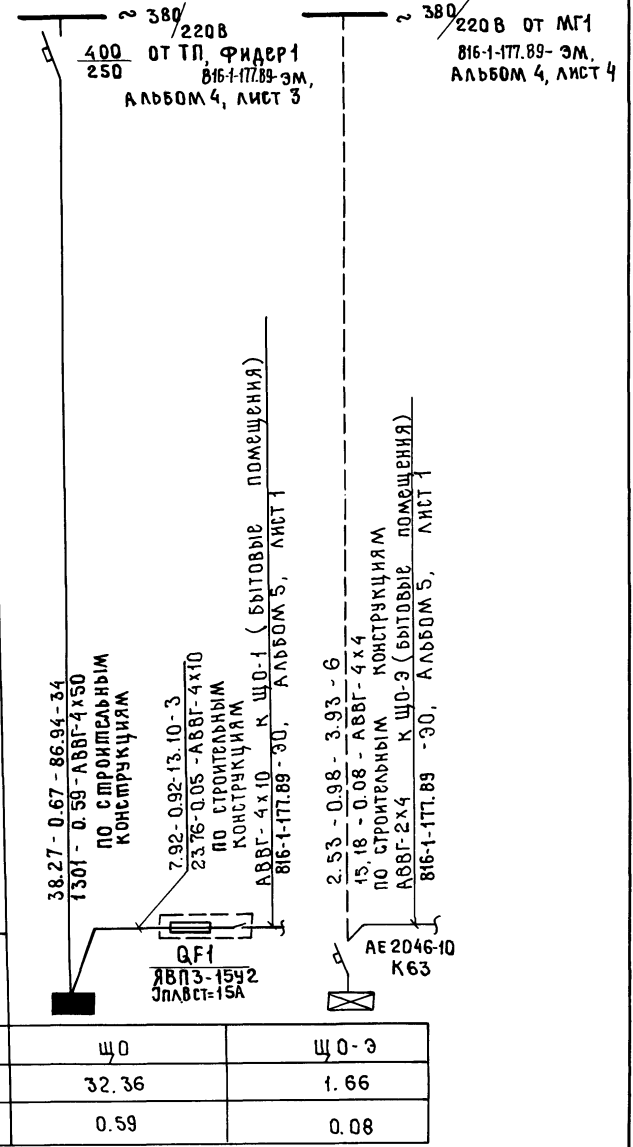 ~ 380/220В
400
250
ОТ ТП, ФИДЕР 1
816-1-177.89-ЭМ,
АЛЬБОМ 4, ЛИСТ 3
~ 380/220В ОТ МГ1
816-1-177.89- ЭМ,
АЛЬБОМ 4, ЛИСТ 4
38.27 - 0.67 - 86.94 - 34
1301 - 0.59 - АВВГ-4х50
ПО СТРОИТЕЛЬНЫМ
КОНСТРУКЦИЯМ
7.92 - 0.92 - 13.10 - 3
23.76 - 0.05 - АВВГ-4х10
ПО СТРОИТЕЛЬНЫМ
КОНСТРУКЦИЯМ
АВВГ- 4х10 К ЩО-1 ( БЫТОВЫЕ ПОМЕЩЕНИЯ)
816-1-177.89 - ЭО, АЛЬБОМ 5, ЛИСТ 1
2.53 - 0.98 - 3.93 - 6
15,18 - 0.08 - АВВГ-4х4
ПО СТРОИТЕЛЬНЫМ КОНСТРУКЦИЯМ
АВВГ-2х4 К ЩО-Э ( БЫТОВЫЕ ПОМЕЩЕНИЯ)
816-1-177.89 -ЭО, АЛЬБОМ 5, ЛИСТ 1
QF1
ЯВПЗ-15У2
Jпл.вст=15А
АЕ 2046-10
К63
ЩО ЩО-Э
32.36 1.66
0.59 0.08